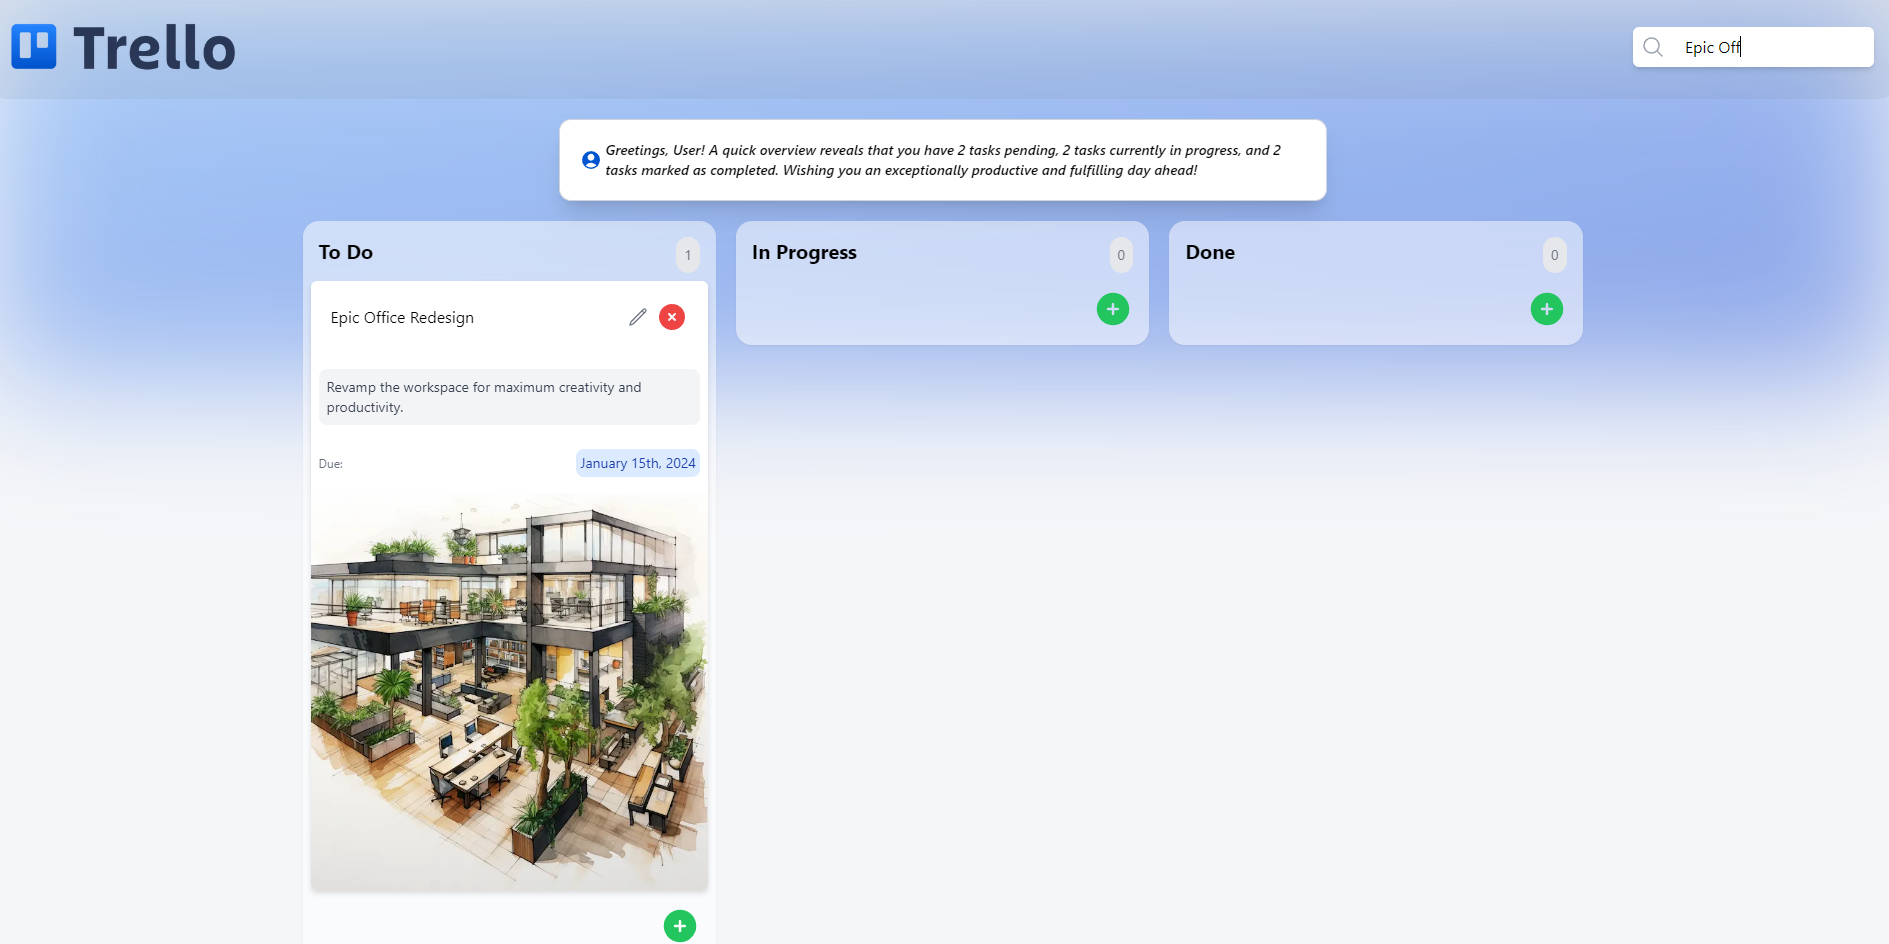 Trello
Epic Off
Greetings, User! A quick overview reveals that you have 2 tasks pending, 2 tasks currently in progress, and 2
tasks marked as completed. Wishing you an exceptionally productive and fulfilling day ahead!
To Do
1
Epic Office Redesign
Revamp the workspace for maximum creativity and
productivity.
Due:
January 15th, 2024
In Progress
0
Done
0